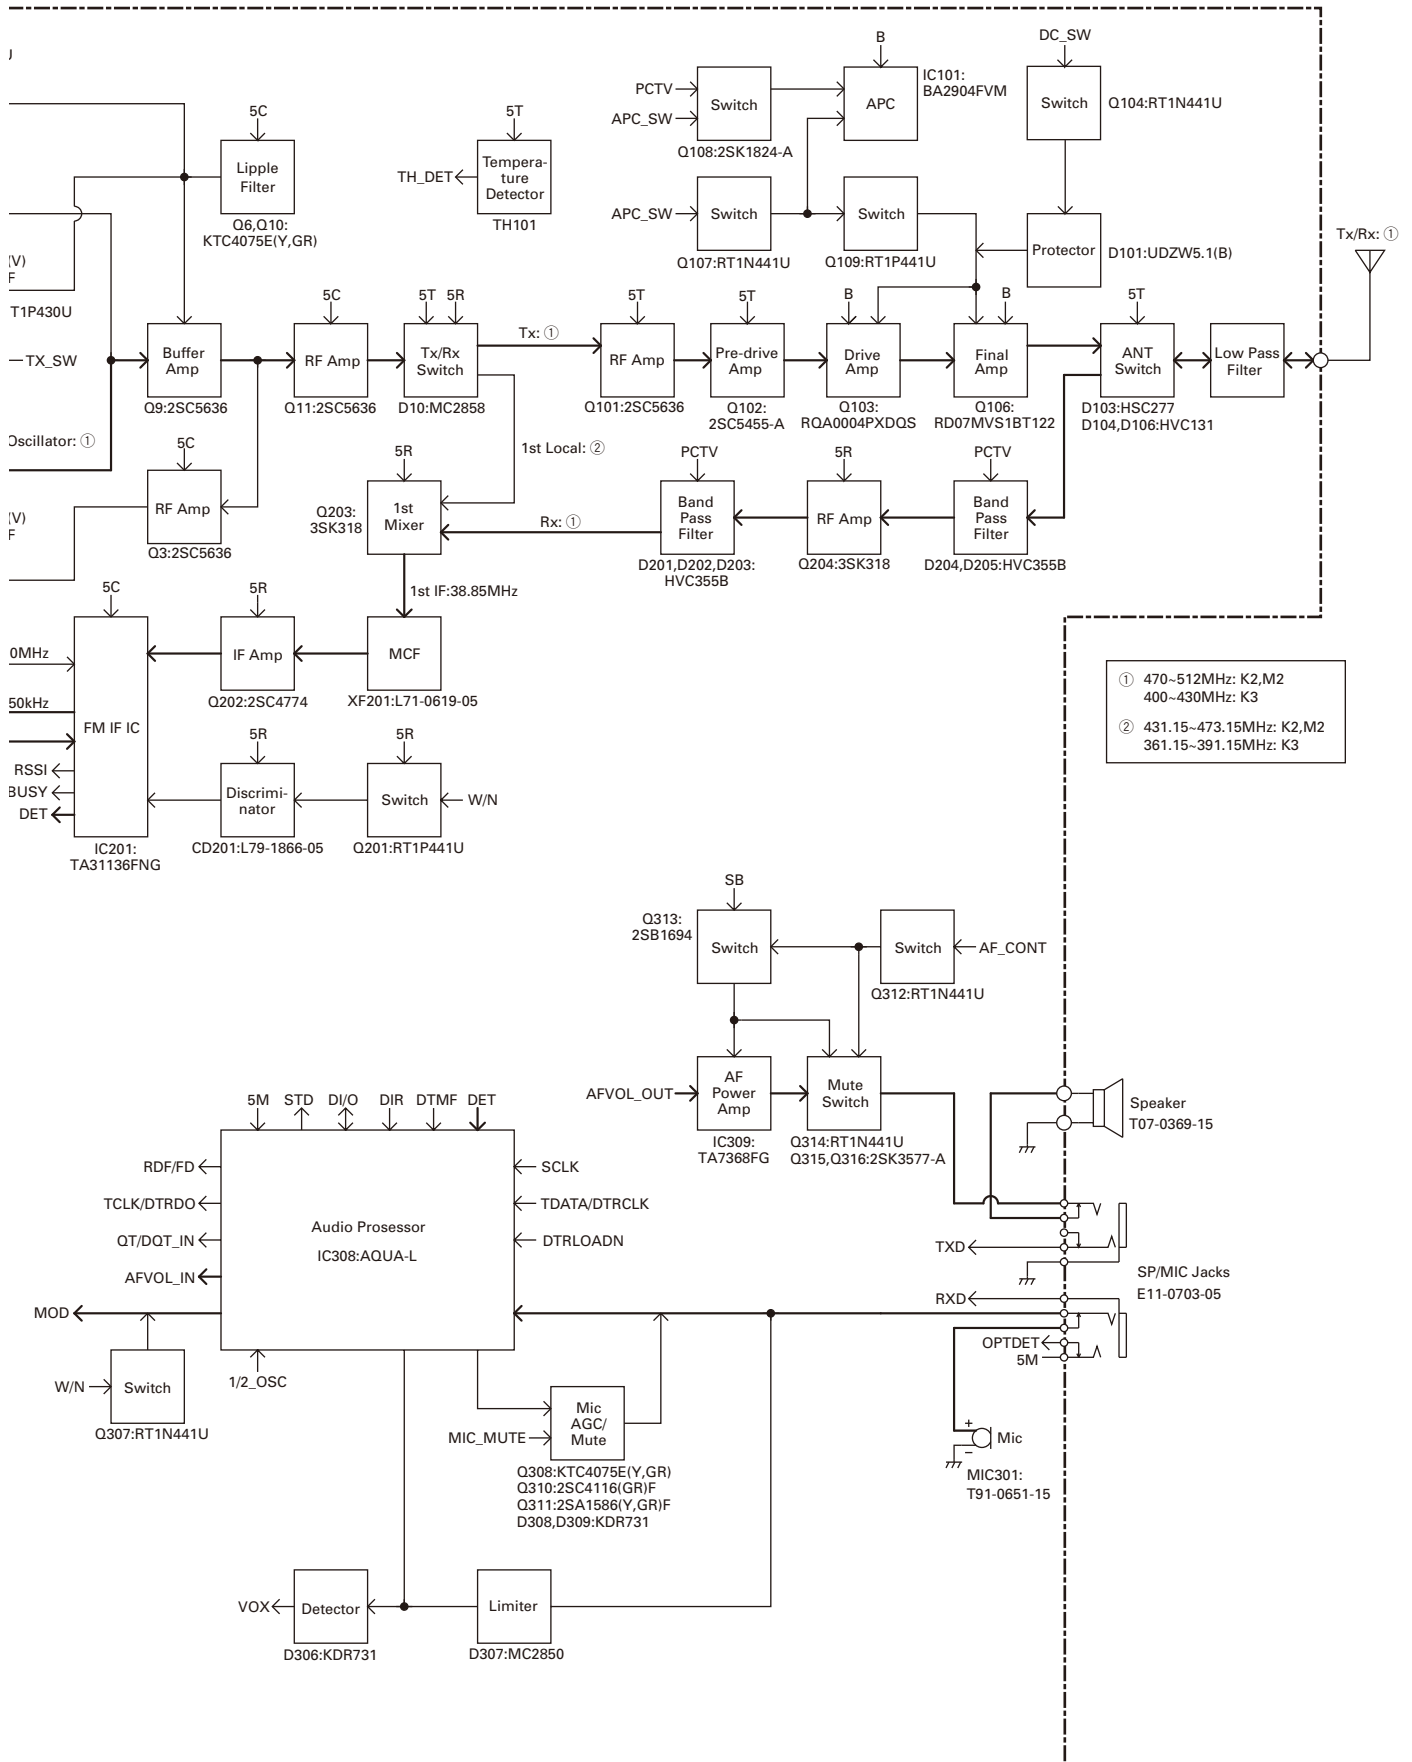 B
DC_SW
IC101:
BA2904FVM
PCTV
APC_SW
Switch
APC
Switch
Q104:RT1N441U
Q108:2SK1824-A
5C
5T
Lipple
Filter
Q6,Q10:
KTC4075E(Y,GR)
TH_DET
Tempera-
ture
Detector
TH101
APC_SW
Switch
Switch
Q107:RT1N441U
Q109:RT1P441U
Protector
D101:UDZW5.1(B)
Tx/Rx: ①
(V)
F
T1P430U
TX_SW
Buffer
Amp
Q9:2SC5636
5C
RF Amp
Q11:2SC5636
5T
5R
Tx/Rx
Switch
D10:MC2858
Tx: ①
5T
RF Amp
Q101:2SC5636
5T
Pre-drive
Amp
Q102:
2SC5455-A
B
Drive
Amp
Q103:
RQA0004PXDQS
B
Final
Amp
Q106:
RD07MVS1BT122
5T
ANT
Switch
D103:HSC277
D104,D106:HVC131
Low Pass
Filter
Oscillator: ①
5C
RF Amp
Q3:2SC5636
(V)
F
1st Local: ②
5R
Q203:
3SK318
1st
Mixer
Rx: ①
PCTV
Band
Pass
Filter
D201,D202,D203:
HVC355B
5R
RF Amp
Q204:3SK318
PCTV
Band
Pass
Filter
D204,D205:HVC355B
1st IF:38.85MHz
5C
5R
0MHz
50kHz
FM IF IC
IF Amp
Q202:2SC4774
MCF
XF201:L71-0619-05
① 470~512MHz: K2,M2
400~430MHz: K3
② 431.15~473.15MHz: K2,M2
361.15~391.15MHz: K3
RSSI
BUSY
DET
IC201:
TA31136FNG
5R
Discrimi-
nator
CD201:L79-1866-05
5R
Switch
W/N
Q201:RT1P441U
SB
Q313:
2SB1694
Switch
Switch
AF_CONT
Q312:RT1N441U
AFVOL_OUT
AF
Power
Amp
IC309:
TA7368FG
Mute
Switch
Q314:RT1N441U
Q315,Q316:2SK3577-A
Speaker
T07-0369-15
5M
STD
DI/O
DIR
DTMF
DET
RDF/FD
TCLK/DTRDO
QT/DQT_IN
AFVOL_IN
MOD
Audio Prosessor
IC308:AQUA-L
SCLK
TDATA/DTRCLK
DTRLOADN
TXD
SP/MIC Jacks
E11-0703-05
RXD
OPTDET
5M
W/N
Switch
Q307:RT1N441U
1/2_OSC
MIC_MUTE
Mic
AGC/
Mute
Q308:KTC4075E(Y,GR)
Q310:2SC4116(GR)F
Q311:2SA1586(Y,GR)F
D308,D309:KDR731
+
−
Mic
MIC301:
T91-0651-15
VOX
Detector
D306:KDR731
Limiter
D307:MC2850